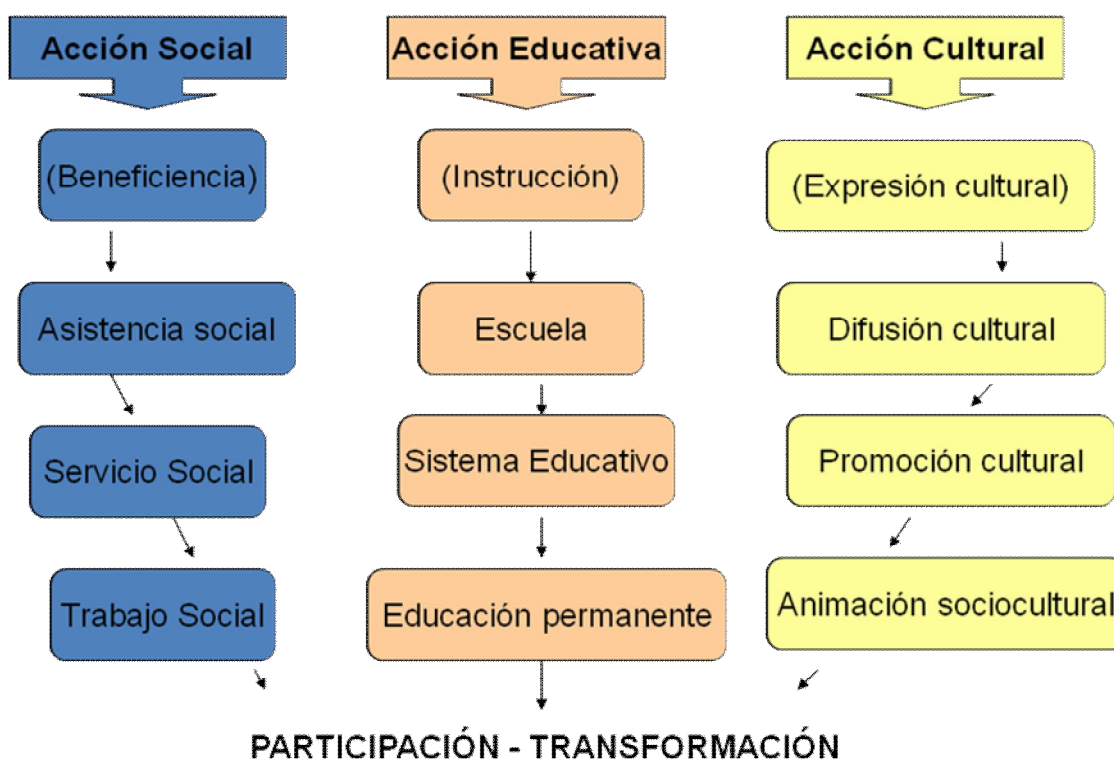 Acción Social
Acción Educativa
Acción Cultural
(Beneficiencia)
(Instrucción)
(Expresión cultural)
Asistencia social
Escuela
Difusión cultural
Servicio Social
Sistema Educativo
Promoción cultural
Trabajo Social
Educación permanente
Animación sociocultural
PARTICIPACIÓN - TRANSFORMACIÓN